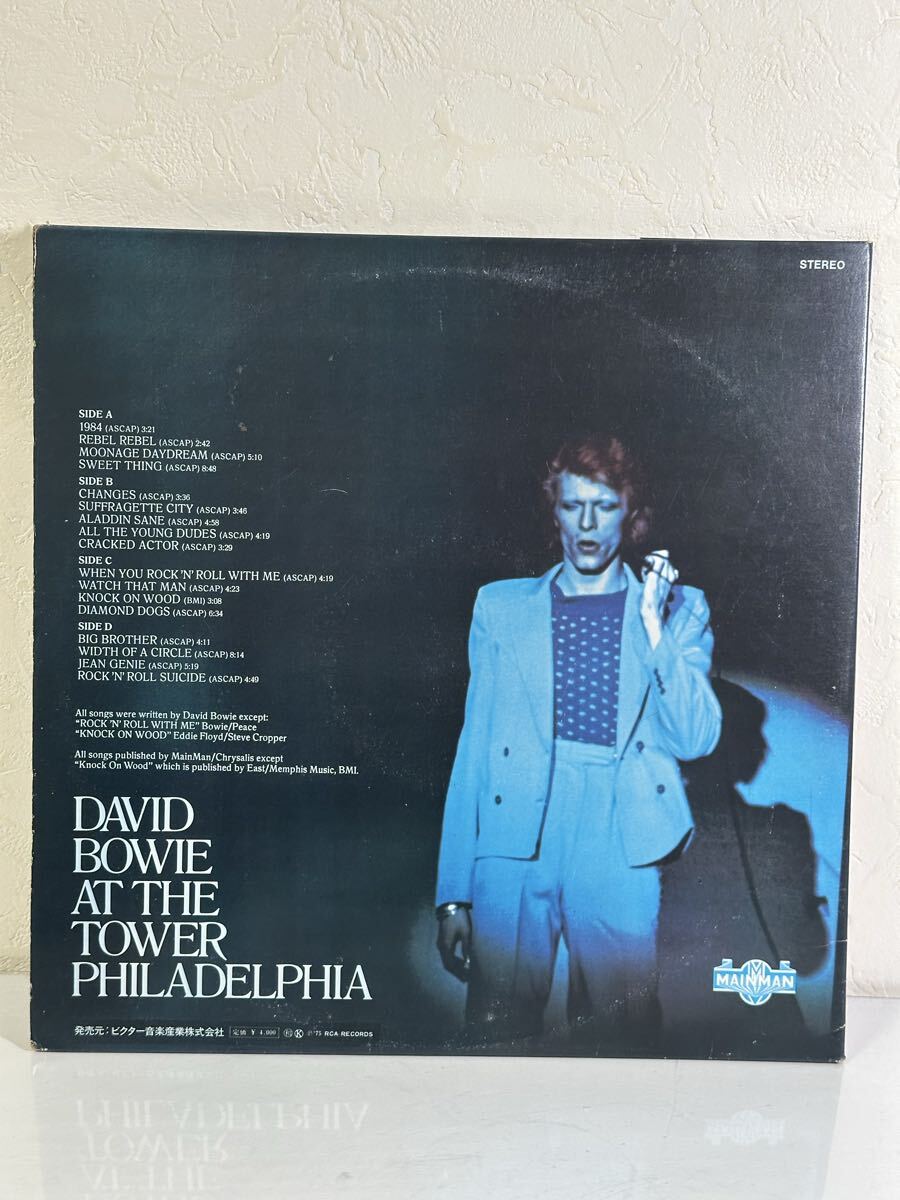 STEREO
SIDE A
1984 (ASCAP) 3:21
REBEL REBEL (ASCAP) 2:42
MOONAGE DAYDREAM (ASCAP) 5:10
SWEET THING (ASCAP) 8:48
SIDE B
CHANGES (ASCAP) 3:36
SUFFRAGETTE CITY (ASCAP) 3:46
ALADDIN SANE (ASCAP) 4:58
ALL THE YOUNG DUDES (ASCAP) 4:19
CRACKED ACTOR (ASCAP) 3:29
SIDE C
WHEN YOU ROCK 'N' ROLL WITH ME (ASCAP) 4:19
WATCH THAT MAN (ASCAP) 4:23
KNOCK ON WOOD (BMI) 3:08
DIAMOND DOGS (ASCAP) 6:34
SIDE D
BIG BROTHER (ASCAP) 4:11
WIDTH OF A CIRCLE (ASCAP) 8:14
JEAN GENIE (ASCAP) 5:19
ROCK 'N' ROLL SUICIDE (ASCAP) 4:49
All songs were written by David Bowie except:
"ROCK 'N' ROLL WITH ME" Bowie/Peace
"KNOCK ON WOOD" Eddie Floyd/Steve Cropper
All songs published by MainMan/Chrysalis except
"Knock On Wood" which is published by East/Memphis Music, BMI.
DAVID
BOWIE
AT THE
TOWER
PHILADELPHIA
MAINMAN
発売元:ビクター音楽産業株式会社 定価 ¥ 4,000 Ⓚ ℗'75 RCA RECORDS